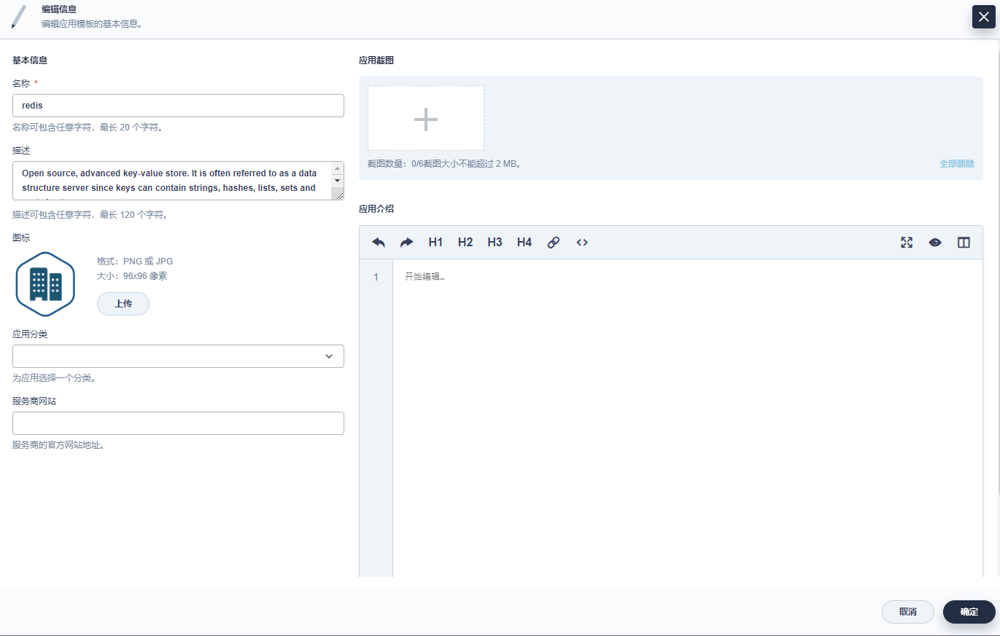 编辑信息
编辑应用模板的基本信息。
基本信息
名称 *
redis
名称可包含任意字符，最长 20 个字符。
描述
Open source, advanced key-value store. It is often referred to as a data
structure server since keys can contain strings, hashes, lists, sets and
描述可包含任意字符，最长 120 个字符。
图标
格式：PNG 或 JPG
大小：96x96 像素
上传
应用分类
为应用选择一个分类。
服务商网站
服务商的官方网站地址。
应用截图
截图数量：0/6截图大小不能超过 2 MB。
全部删除
应用介绍
H1 H2 H3 H4 <>
1
开始编辑...
取消
确定